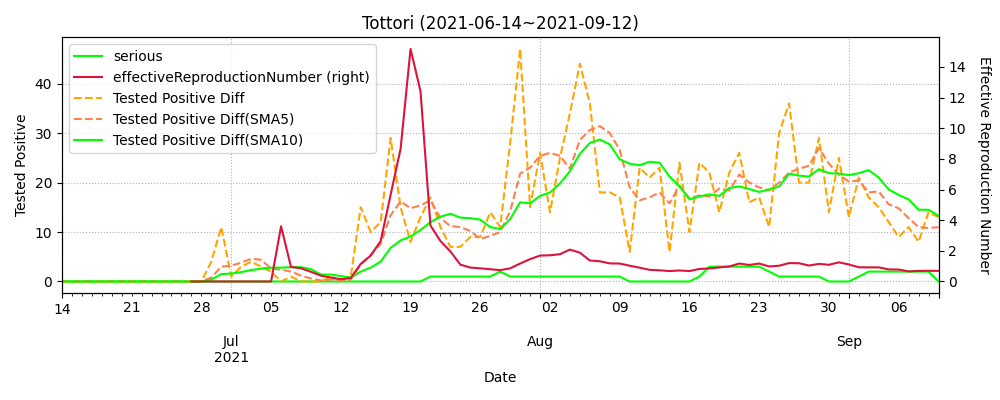 Tottori (2021-06-14~2021-09-12)
serious
effectiveReproductionNumber (right)
Tested Positive Diff
Tested Positive Diff(SMA5)
Tested Positive Diff(SMA10)
Tested Positive
40
30
20
10
0
14
12
10
8
6
4
2
0
Effective Reproduction Number
14 21 28 05 12 19 26 02 09 16 23 30 06
Jul Aug Sep
2021
Date